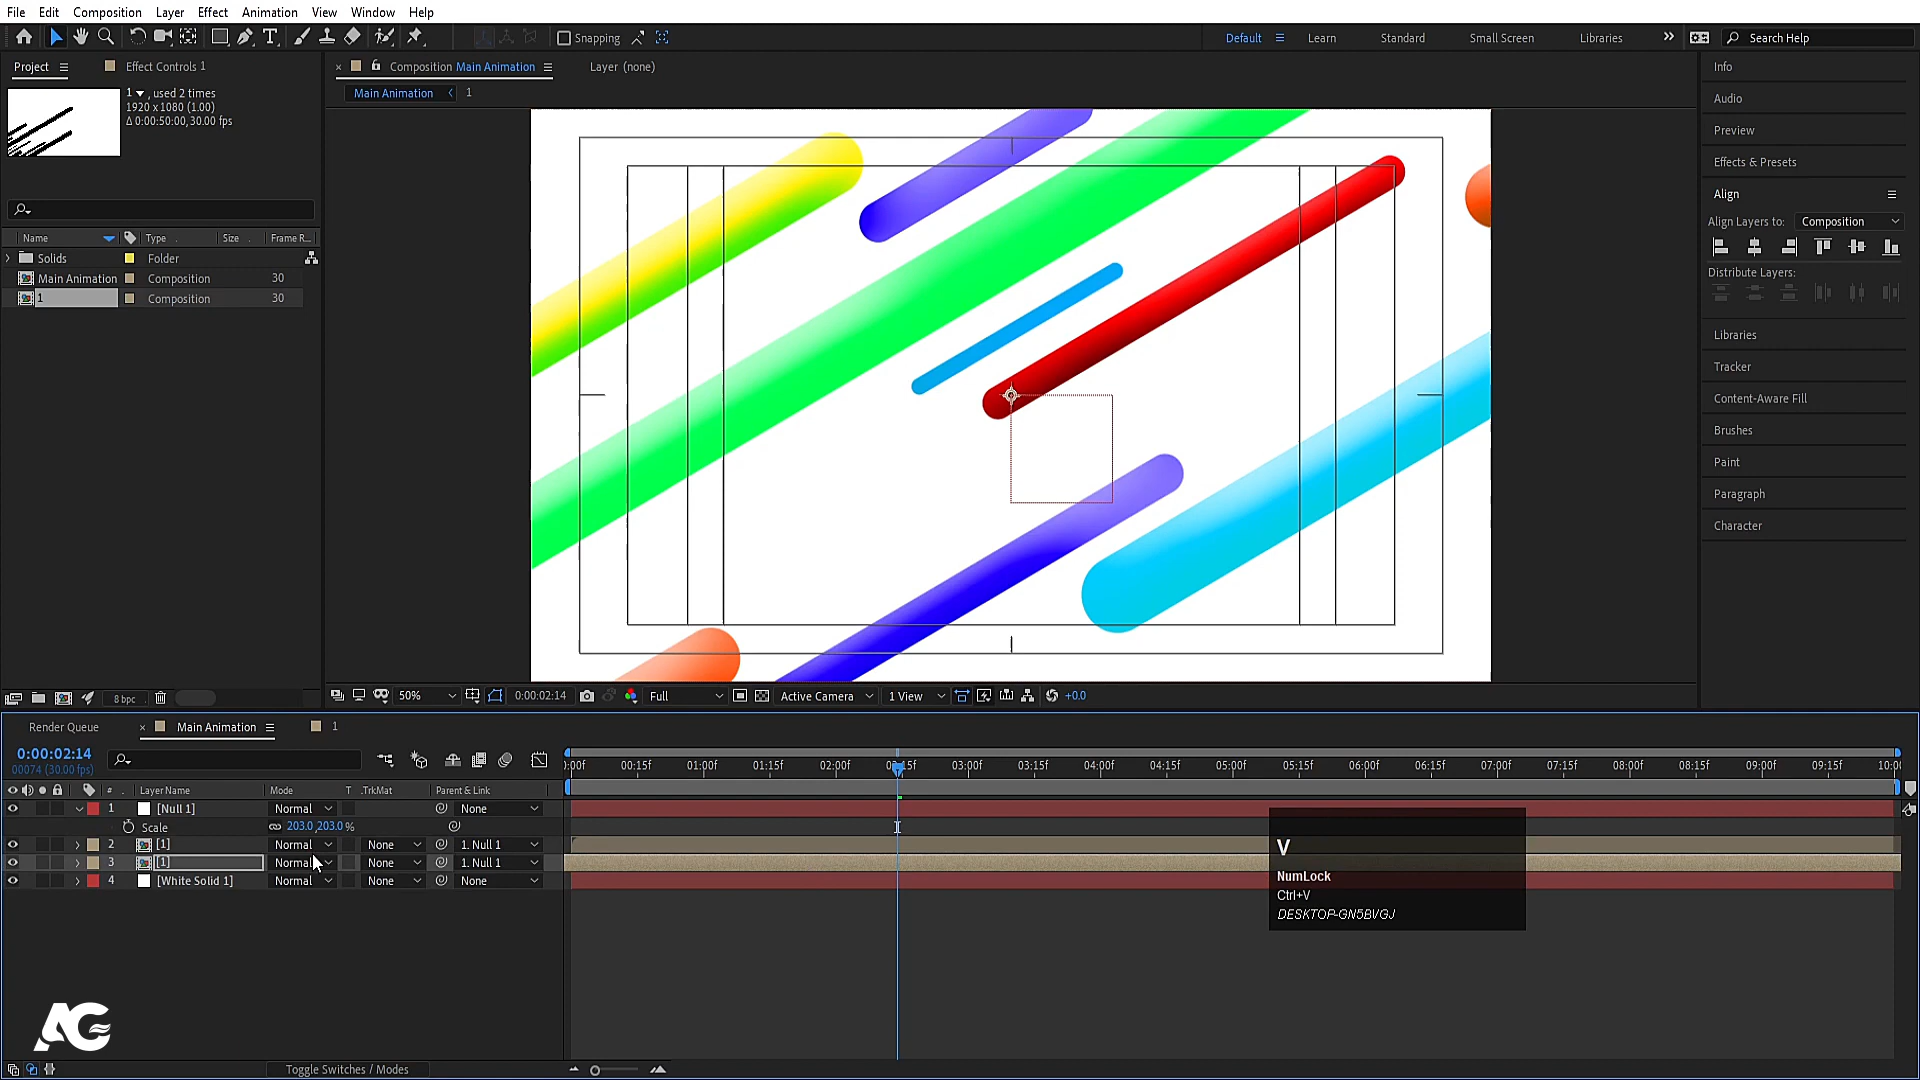 File Edit Composition Layer Effect Animation View Window Help
Snapping Default Learn Standard Small Screen Libraries Search Help
Project Effect Controls 1
1 , used 2 times
1920 x 1080 (1.00)
Δ 0:00:50:00, 30.00 fps
Name Type Size Frame R...
Solids Folder
Main Animation Composition 30
1 Composition 30
8 bpc
Composition Main Animation Layer (none)
Main Animation 1
50% 0:00:02:14 Full Active Camera 1 View +0.0
Info
Audio
Preview
Effects & Presets
Align
Align Layers to: Composition
Distribute Layers:
Libraries
Tracker
Content-Aware Fill
Brushes
Paint
Paragraph
Character
Render Queue Main Animation 1
0:00:02:14
00074 (30.00 fps)
:00f 00:15f 01:00f 01:15f 02:00f 02:15f 03:00f 03:15f 04:00f 04:15f 05:00f 05:15f 06:00f 06:15f 07:00f 07:15f 08:00f 08:15f 09:00f 09:15f 10:0
# Layer Name Mode T .TrkMat Parent & Link
1 [Null 1] Normal None
Scale 203.0,203.0%
2 [1] Normal None 1. Null 1
3 [1] Normal None 1. Null 1
4 [White Solid 1] Normal None None
V
NumLock
Ctrl+V
DESKTOP-GN5BVGJ
AG
Toggle Switches / Modes